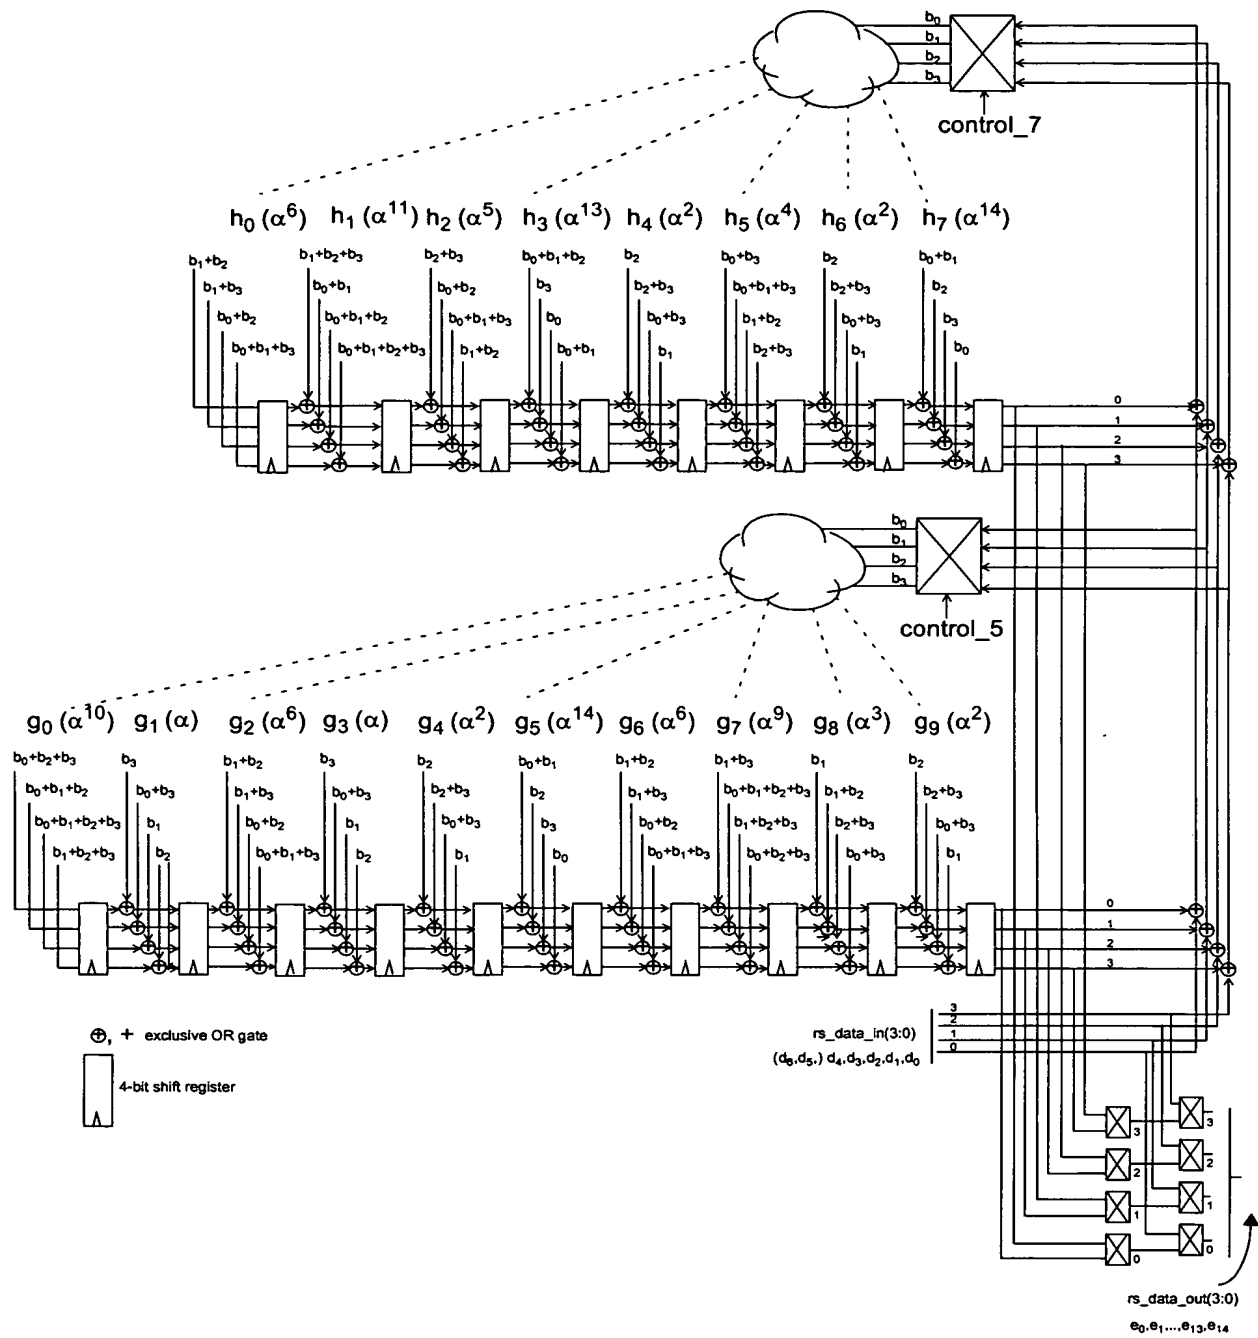 b₀
b₁
b₂
b₃
control_7
h₀ (α⁶) h₁ (α¹¹) h₂ (α⁵) h₃ (α¹³) h₄ (α²) h₅ (α⁴) h₆ (α²) h₇ (α¹⁴)
b₁+b₂ b₁+b₂+b₃ b₂+b₃ b₀+b₁+b₂ b₂ b₀+b₃ b₂ b₀+b₁
b₁+b₃ b₀+b₁ b₀+b₂ b₃ b₂+b₃ b₀+b₁+b₃ b₂+b₃ b₂
b₀+b₂ b₀+b₁+b₂ b₀+b₁+b₃ b₀ b₀+b₃ b₁+b₂ b₀+b₃ b₃
b₀+b₁+b₃ b₀+b₁+b₂+b₃ b₁+b₂ b₀+b₁ b₁ b₂+b₃ b₁ b₀
0
1
2
3
b₀
b₁
b₂
b₃
control_5
g₀ (α¹⁰) g₁ (α) g₂ (α⁶) g₃ (α) g₄ (α²) g₅ (α¹⁴) g₆ (α⁶) g₇ (α⁹) g₈ (α³) g₉ (α²)
b₀+b₂+b₃ b₃ b₁+b₂ b₃ b₂ b₀+b₁ b₁+b₂ b₁+b₃ b₁ b₂
b₀+b₁+b₂ b₀+b₃ b₁+b₃ b₀+b₃ b₂+b₃ b₂ b₁+b₃ b₀+b₁+b₂+b₃ b₁+b₂ b₂+b₃
b₀+b₁+b₂+b₃ b₁ b₀+b₂ b₁ b₀+b₃ b₃ b₀+b₂ b₁+b₂+b₃ b₂+b₃ b₀+b₃
b₁+b₂+b₃ b₂ b₀+b₁+b₃ b₂ b₁ b₀ b₀+b₁+b₃ b₀+b₂+b₃ b₀+b₃ b₁
0
1
2
3
⊕, + exclusive OR gate
4-bit shift register
3
2
1
0
rs_data_in(3:0)
(d₆,d₅,) d₄,d₃,d₂,d₁,d₀
3 3
2 2
1 1
0 0
rs_data_out(3:0)
e₀,e₁...,e₁₃,e₁₄